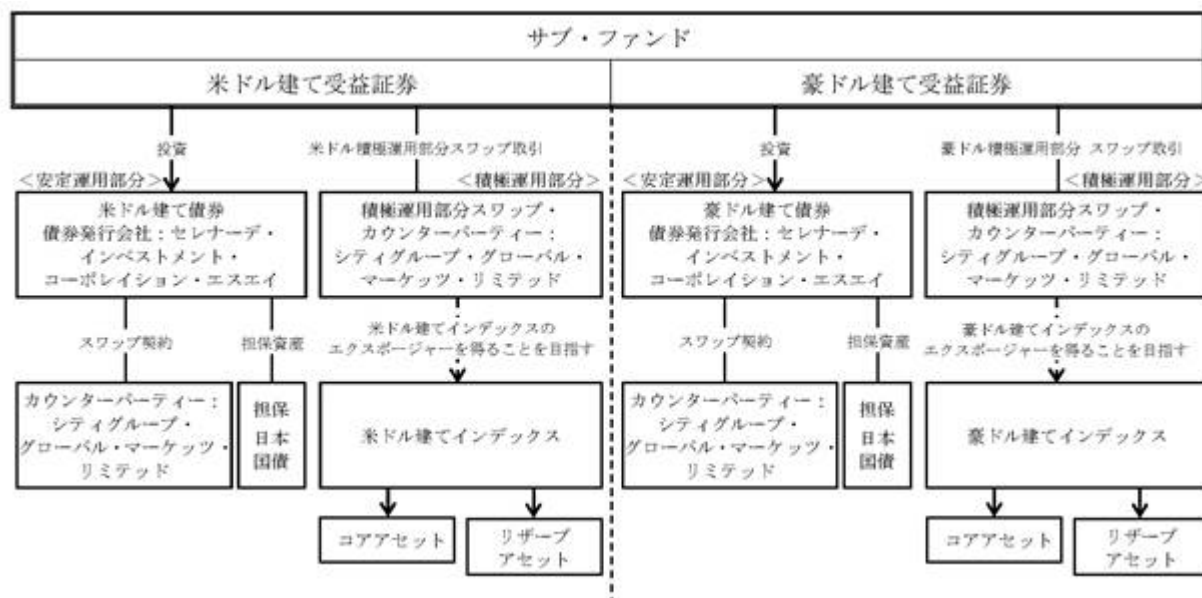 サブ・ファンド
米ドル建て受益証券
豪ドル建て受益証券
投資
米ドル積極運用部分スワップ取引
<安定運用部分>
<積極運用部分>
米ドル建て債券
債券発行会社：セレナーデ・
インベストメント・
コーポレイション・エスエイ
積極運用部分スワップ・
カウンターパーティー：
シティグループ・グローバル・
マーケッツ・リミテッド
スワップ契約
担保資産
米ドル建てインデックスの
エクスポージャーを得ることを目指す
カウンターパーティー：
シティグループ・
グローバル・マーケッツ・
リミテッド
担保
日本
国債
米ドル建てインデックス
コアアセット
リザーブ
アセット
投資
豪ドル積極運用部分 スワップ取引
<安定運用部分>
<積極運用部分>
豪ドル建て債券
債券発行会社：セレナーデ・
インベストメント・
コーポレイション・エスエイ
積極運用部分スワップ・
カウンターパーティー：
シティグループ・グローバル・
マーケッツ・リミテッド
スワップ契約
担保資産
豪ドル建てインデックスの
エクスポージャーを得ることを目指す
カウンターパーティー：
シティグループ・
グローバル・マーケッツ・
リミテッド
担保
日本
国債
豪ドル建てインデックス
コアアセット
リザーブ
アセット